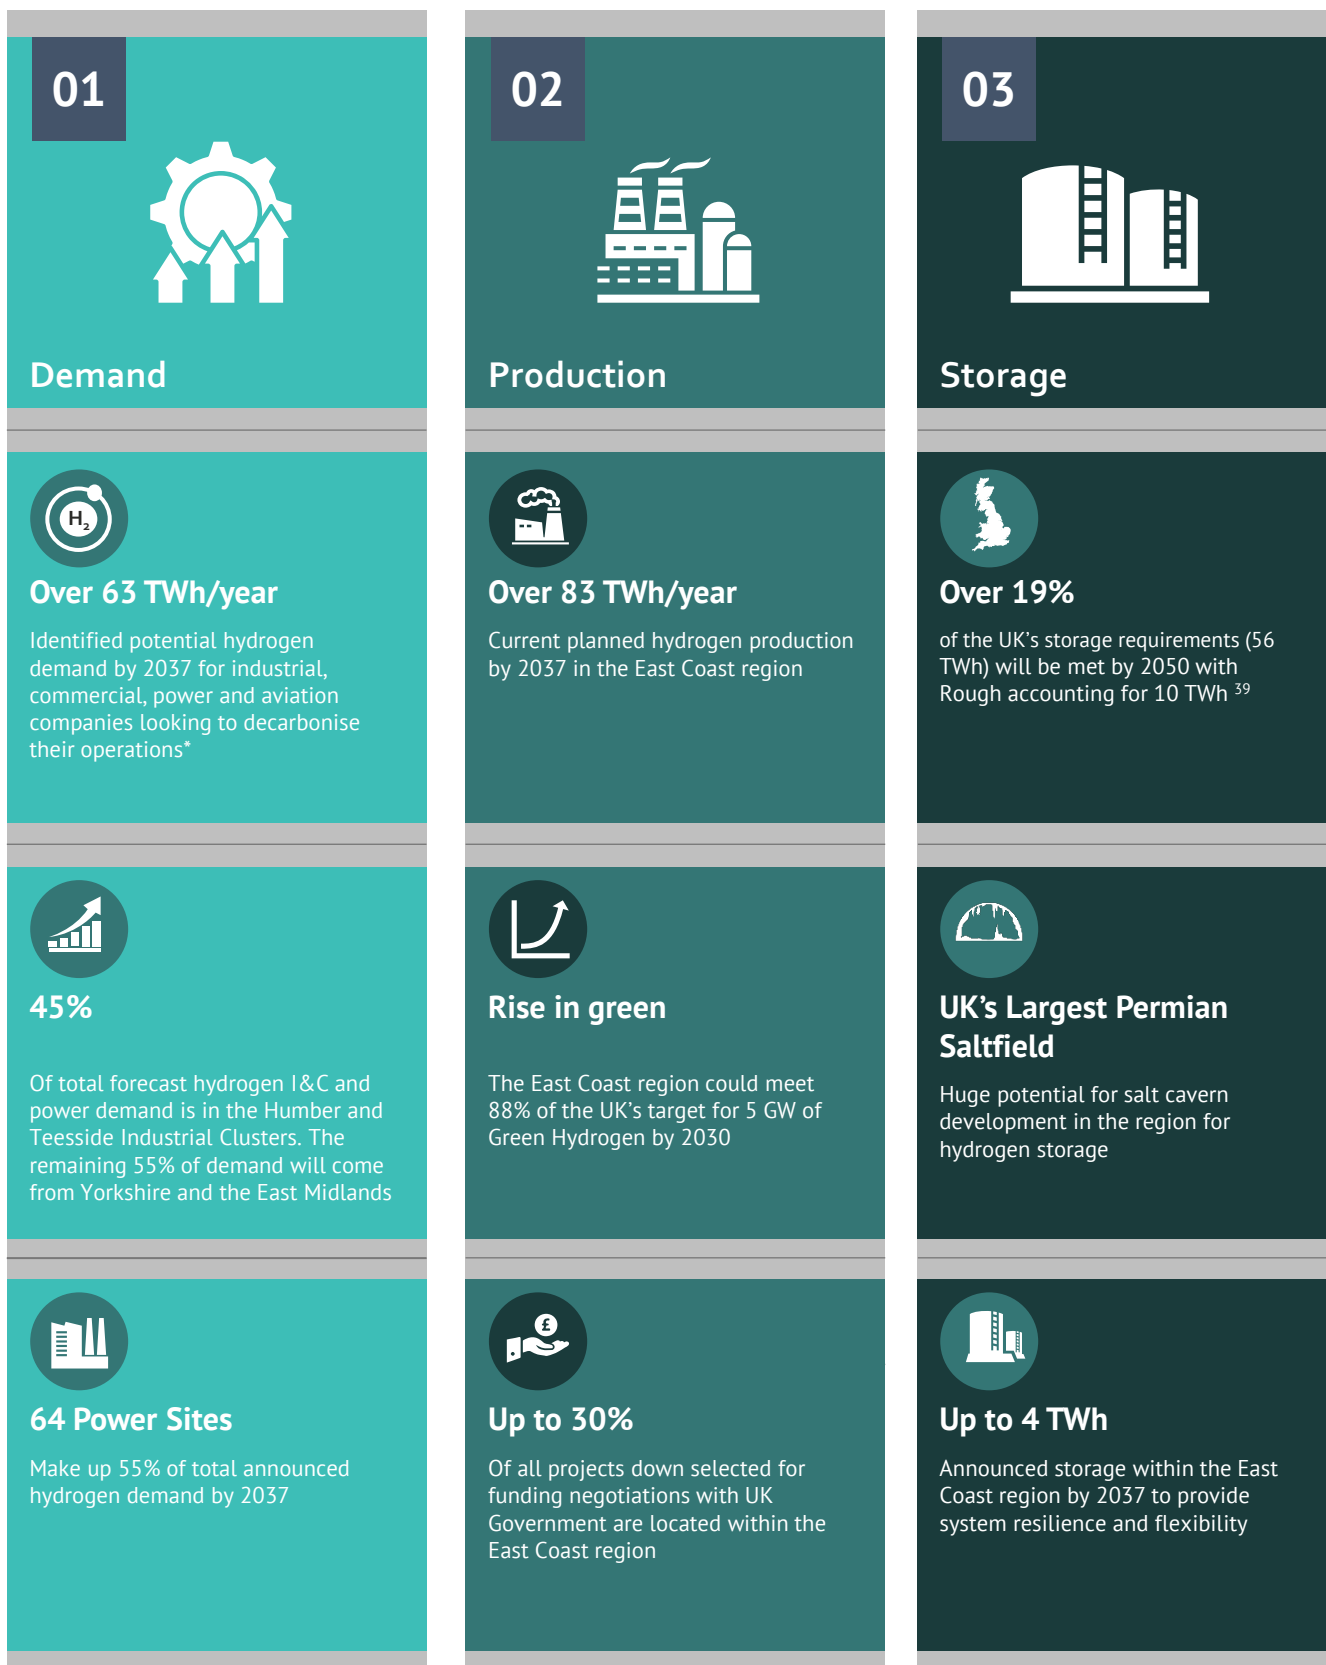 01
Demand
H₂
Over 63 TWh/year
Identified potential hydrogen
demand by 2037 for industrial,
commercial, power and aviation
companies looking to decarbonise
their operations*
45%
Of total forecast hydrogen I&C and
power demand is in the Humber and
Teesside Industrial Clusters. The
remaining 55% of demand will come
from Yorkshire and the East Midlands
64 Power Sites
Make up 55% of total announced
hydrogen demand by 2037
02
Production
Over 83 TWh/year
Current planned hydrogen production
by 2037 in the East Coast region
Rise in green
The East Coast region could meet
88% of the UK’s target for 5 GW of
Green Hydrogen by 2030
£
Up to 30%
Of all projects down selected for
funding negotiations with UK
Government are located within the
East Coast region
03
Storage
Over 19%
of the UK’s storage requirements (56
TWh) will be met by 2050 with
Rough accounting for 10 TWh ³⁹
UK’s Largest Permian
Saltfield
Huge potential for salt cavern
development in the region for
hydrogen storage
Up to 4 TWh
Announced storage within the East
Coast region by 2037 to provide
system resilience and flexibility